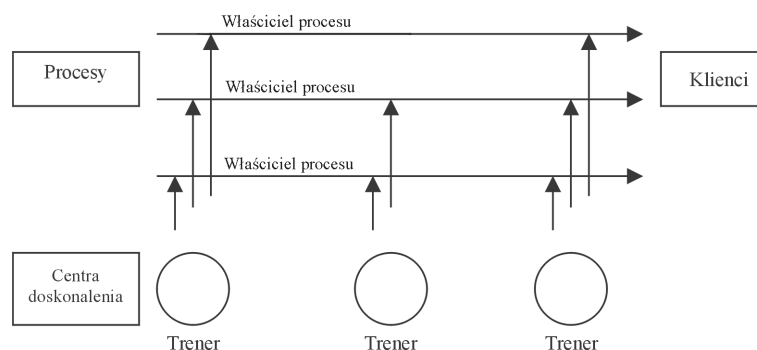 Właściciel procesu
Procesy
Klienci
Właściciel procesu
Właściciel procesu
Centra
doskonalenia
Trener
Trener
Trener